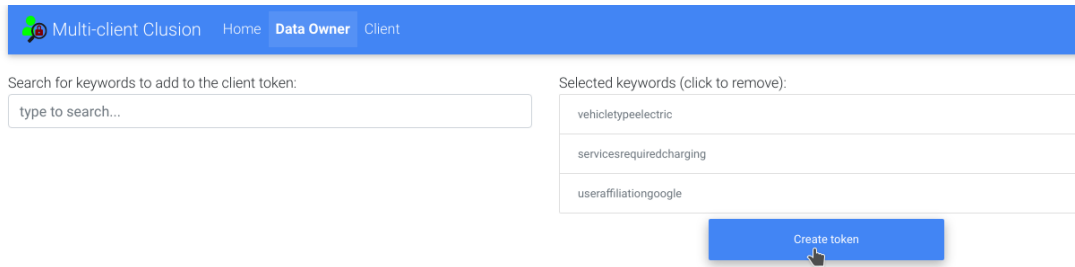 Multi-client Clusion Home Data Owner Client
Search for keywords to add to the client token:
type to search...
Selected keywords (click to remove):
vehicletypeelectric
servicesrequiredcharging
useraffiliationgoogle
Create token